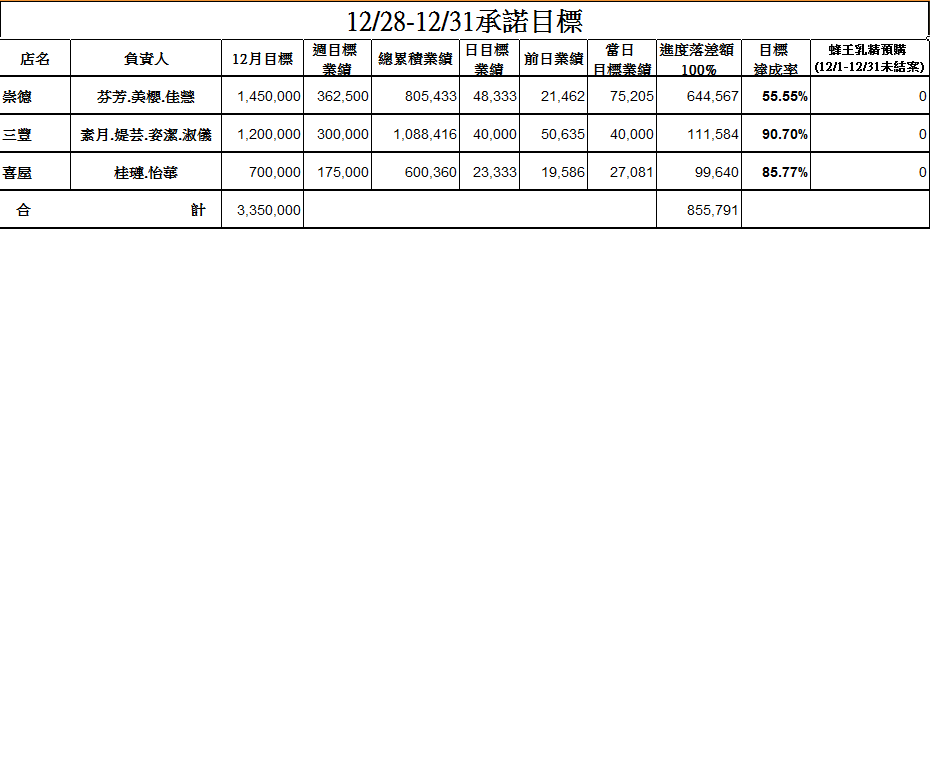 12/28-12/31承諾目標
店名 負責人 12月目標 週目標業績 總累積業績 日目標業績 前日業績 當日目標業績 進度落差額100% 目標達成率 蜂王乳精預購(12/1-12/31未結案)
崇德 芬芳.美櫻.佳慧 1,450,000 362,500 805,433 48,333 21,462 75,205 644,567 55.55% 0
三豐 素月.媞芸.姿潔.淑儀 1,200,000 300,000 1,088,416 40,000 50,635 40,000 111,584 90.70% 0
喜屋 桂璉.怡華 700,000 175,000 600,360 23,333 19,586 27,081 99,640 85.77% 0
合 計 3,350,000 855,791